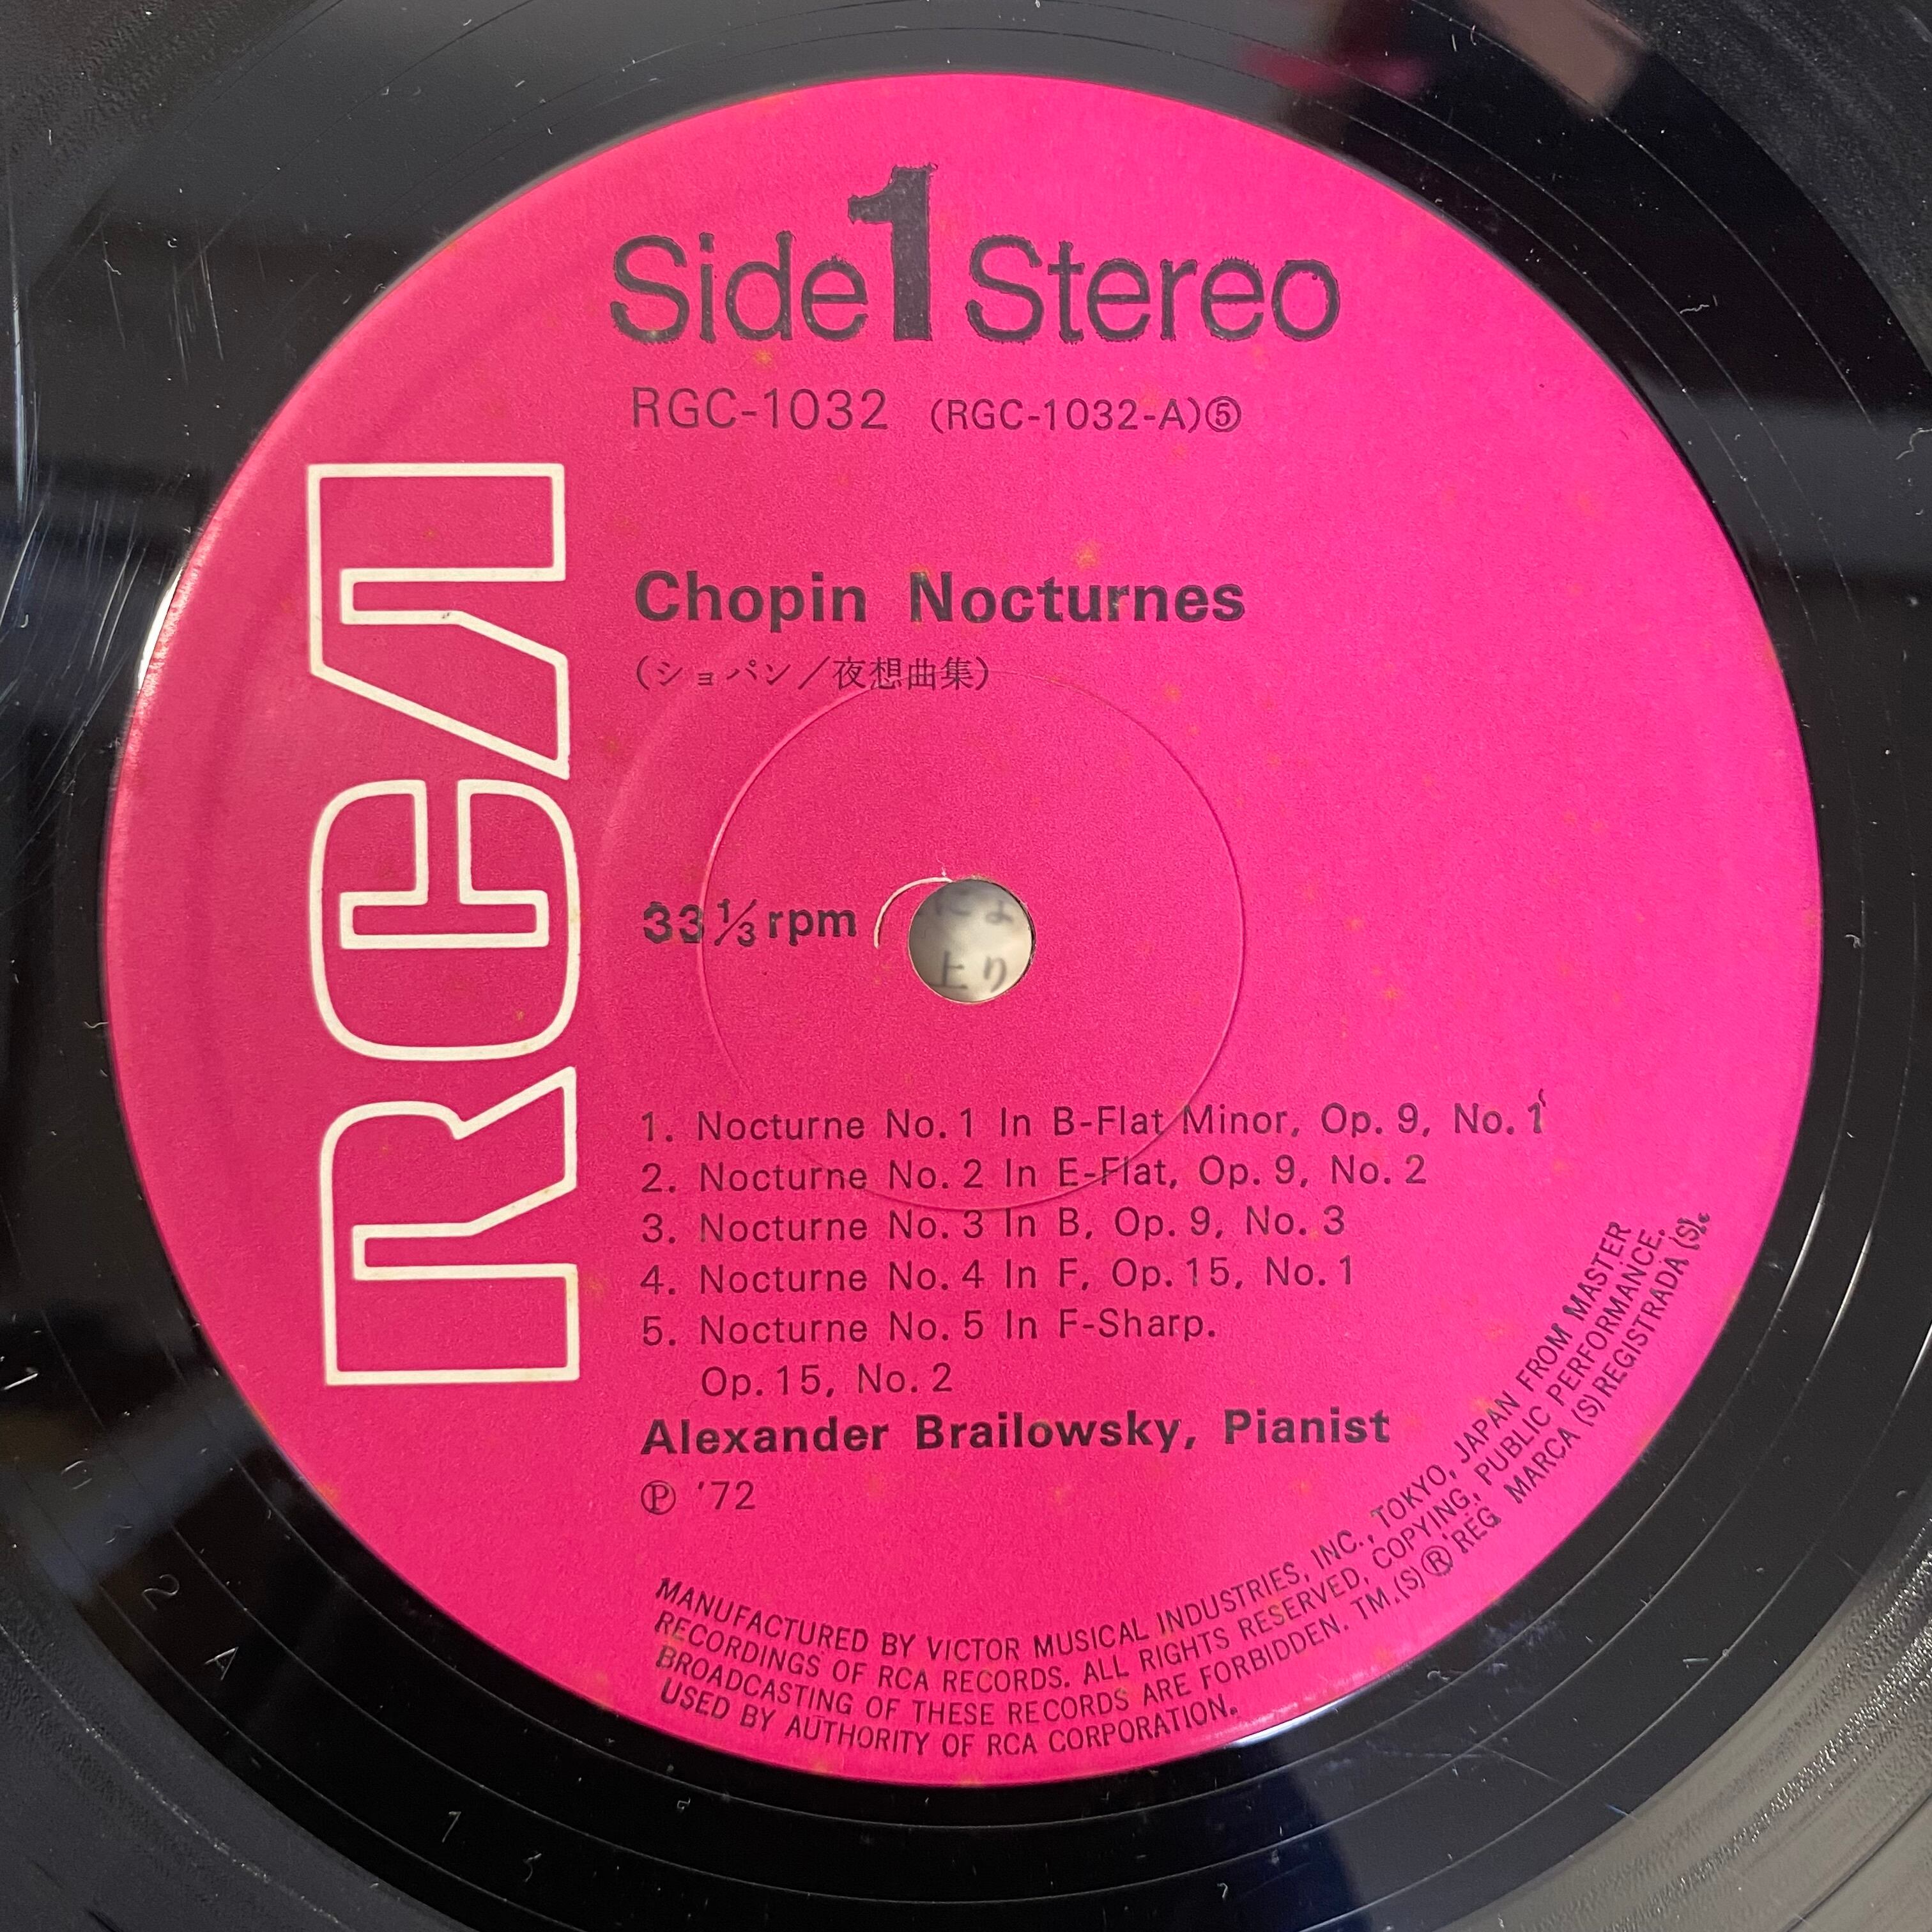 Side 1 Stereo
RGC-1032 (RGC-1032-A)⑤
RCA
Chopin Nocturnes
(ショパン／夜想曲集)
33⅓ rpm
上り
1. Nocturne No. 1 In B-Flat Minor, Op. 9, No. 1
2. Nocturne No. 2 In E-Flat, Op. 9, No. 2
3. Nocturne No. 3 In B, Op. 9, No. 3
4. Nocturne No. 4 In F, Op. 15, No. 1
5. Nocturne No. 5 In F-Sharp.
Op. 15, No. 2
Alexander Brailowsky, Pianist
Ⓟ '72
MANUFACTURED BY VICTOR MUSICAL INDUSTRIES, INC., TOKYO, JAPAN FROM MASTER
RECORDINGS OF RCA RECORDS. ALL RIGHTS RESERVED, COPYING, PUBLIC PERFORMANCE.
BROADCASTING OF THESE RECORDS ARE FORBIDDEN. TM.(S)® REG. MARCA (S) REGISTRADA (S).
USED BY AUTHORITY OF RCA CORPORATION.
2 A